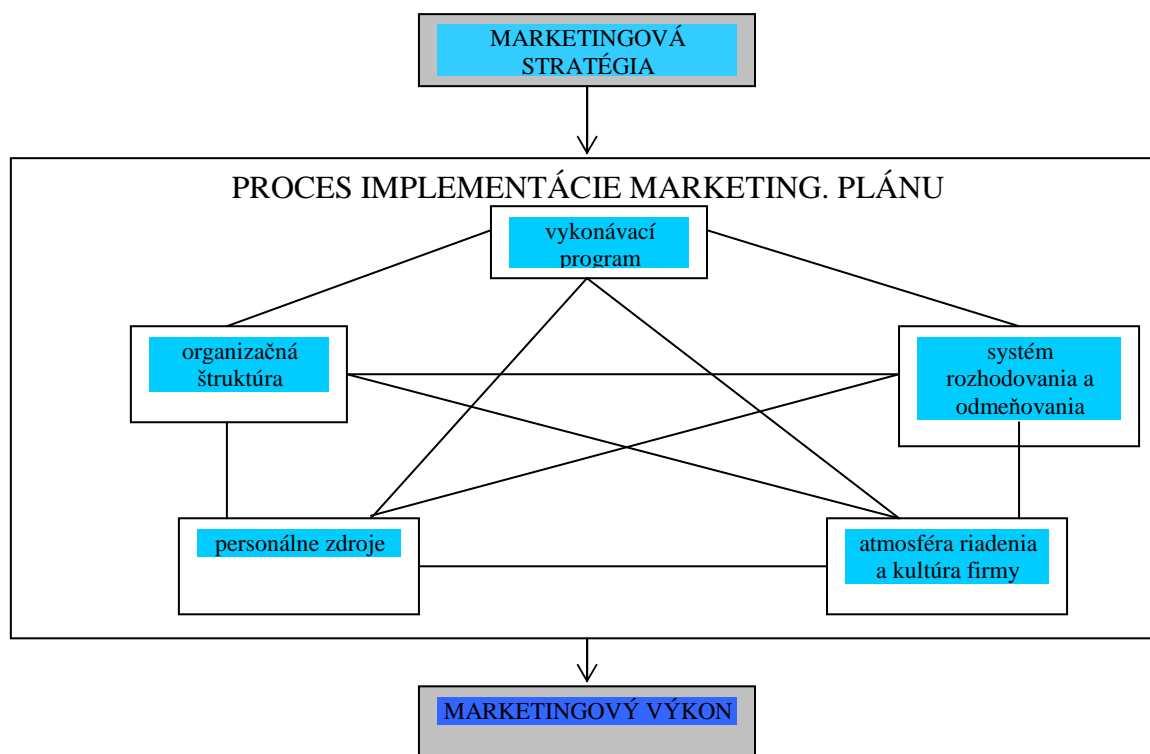 MARKETINGOVÁ
STRATÉGIA
PROCES IMPLEMENTÁCIE MARKETING. PLÁNU
vykonávací
program
organizačná
štruktúra
systém
rozhodovania a
odmeňovania
personálne zdroje
atmosféra riadenia
a kultúra firmy
MARKETINGOVÝ VÝKON